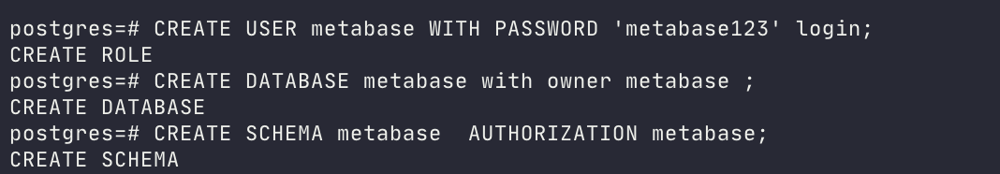 postgres=# CREATE USER metabase WITH PASSWORD 'metabase123' login;
CREATE ROLE
postgres=# CREATE DATABASE metabase with owner metabase ;
CREATE DATABASE
postgres=# CREATE SCHEMA metabase  AUTHORIZATION metabase;
CREATE SCHEMA